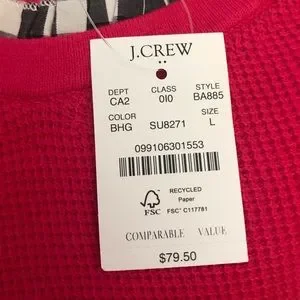 J.CREW
DEPT CLASS STYLE
CA2 0I0 BA885
COLOR SIZE
BHG SU8271 L
099106301553
RECYCLED
Paper
FSC FSC® C117781
COMPARABLE VALUE
$79.50